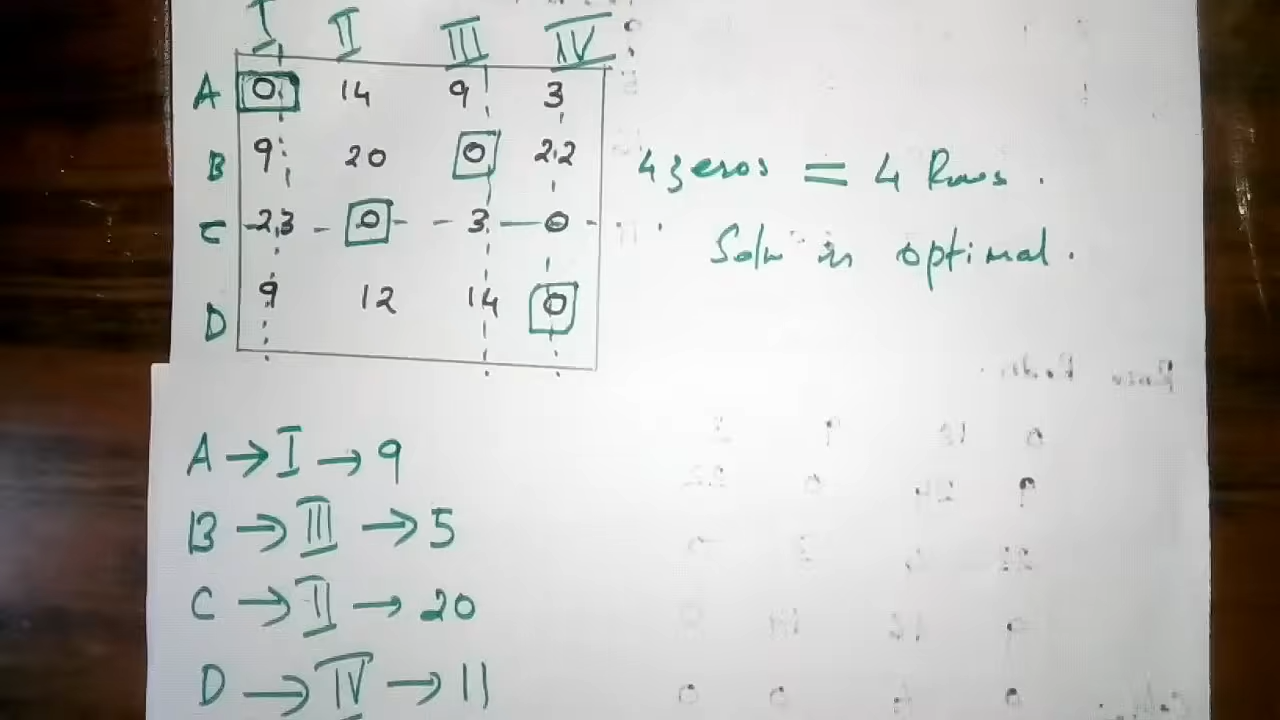 I II III IV
A 0 14 9 3
B 9 20 0 22
C 23 0 3 0
D 9 12 14 0
4 zeros = 4 Rows.
Soln is optimal.
A → I → 9
B → III → 5
C → II → 20
D → IV → 11